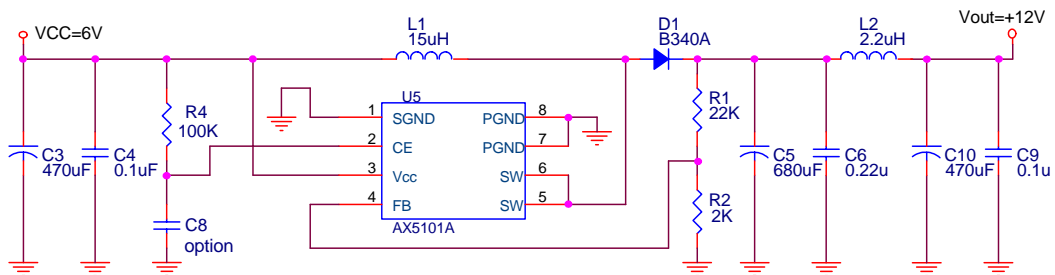 VCC=6V
L1
15uH
D1
B340A
L2
2.2uH
Vout=+12V
R4
100K
U5
1
SGND
PGND
8
2
CE
PGND
7
3
Vcc
SW
6
4
FB
SW
5
AX5101A
R1
22K
R2
2K
C3
470uF
C4
0.1uF
C8
option
C5
680uF
C6
0.22u
C10
470uF
C9
0.1u